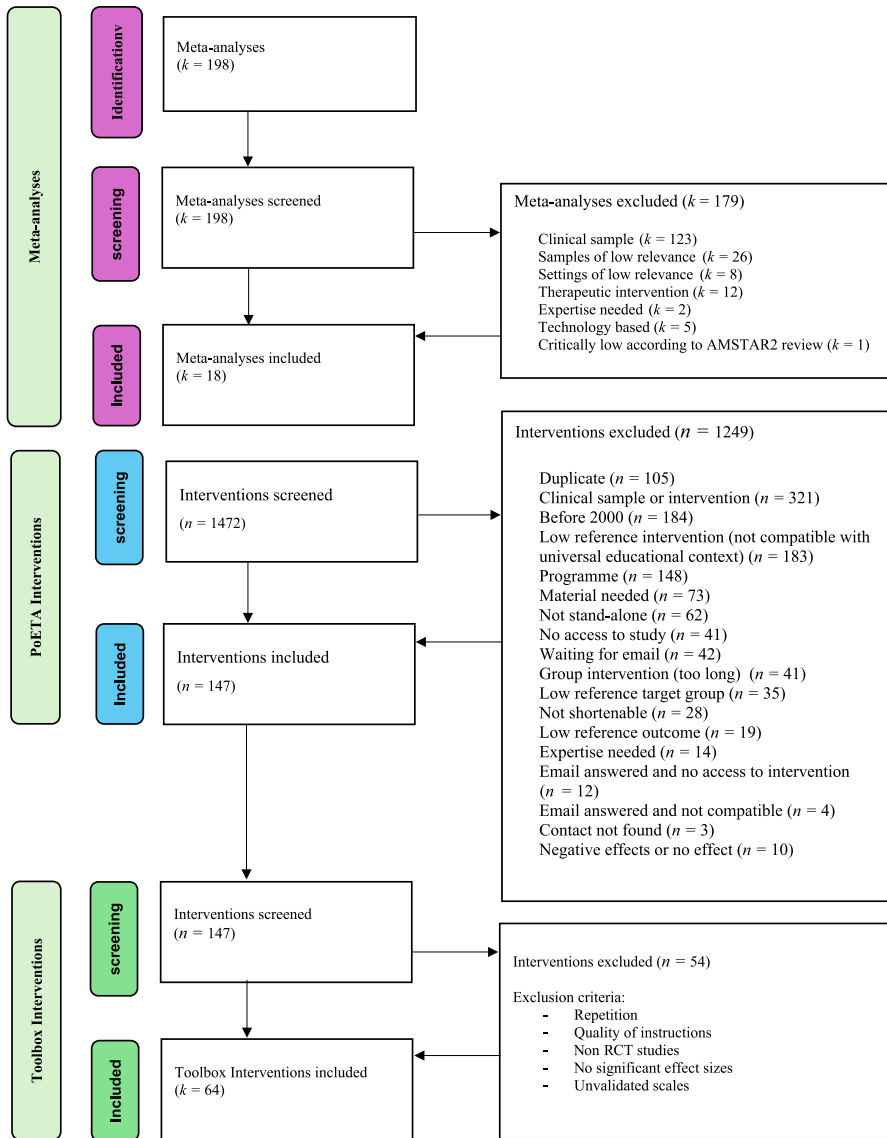 Meta-analyses
Identificationv
Meta-analyses
(k = 198)
screening
Meta-analyses screened
(k = 198)
Meta-analyses excluded (k = 179)
Clinical sample (k = 123)
Samples of low relevance (k = 26)
Settings of low relevance (k = 8)
Therapeutic intervention (k = 12)
Expertise needed (k = 2)
Technology based (k = 5)
Critically low according to AMSTAR2 review (k = 1)
Included
Meta-analyses included
(k = 18)
PoETA Interventions
screening
Interventions screened
(n = 1472)
Interventions excluded (n = 1249)
Duplicate (n = 105)
Clinical sample or intervention (n = 321)
Before 2000 (n = 184)
Low reference intervention (not compatible with
universal educational context) (n = 183)
Programme (n = 148)
Material needed (n = 73)
Not stand-alone (n = 62)
No access to study (n = 41)
Waiting for email (n = 42)
Group intervention (too long) (n = 41)
Low reference target group (n = 35)
Not shortenable (n = 28)
Low reference outcome (n = 19)
Expertise needed (n = 14)
Email answered and no access to intervention
(n = 12)
Email answered and not compatible (n = 4)
Contact not found (n = 3)
Negative effects or no effect (n = 10)
Included
Interventions included
(n = 147)
Toolbox Interventions
screening
Interventions screened
(n = 147)
Interventions excluded (n = 54)
Exclusion criteria:
- Repetition
- Quality of instructions
- Non RCT studies
- No significant effect sizes
- Unvalidated scales
Included
Toolbox Interventions included
(k = 64)